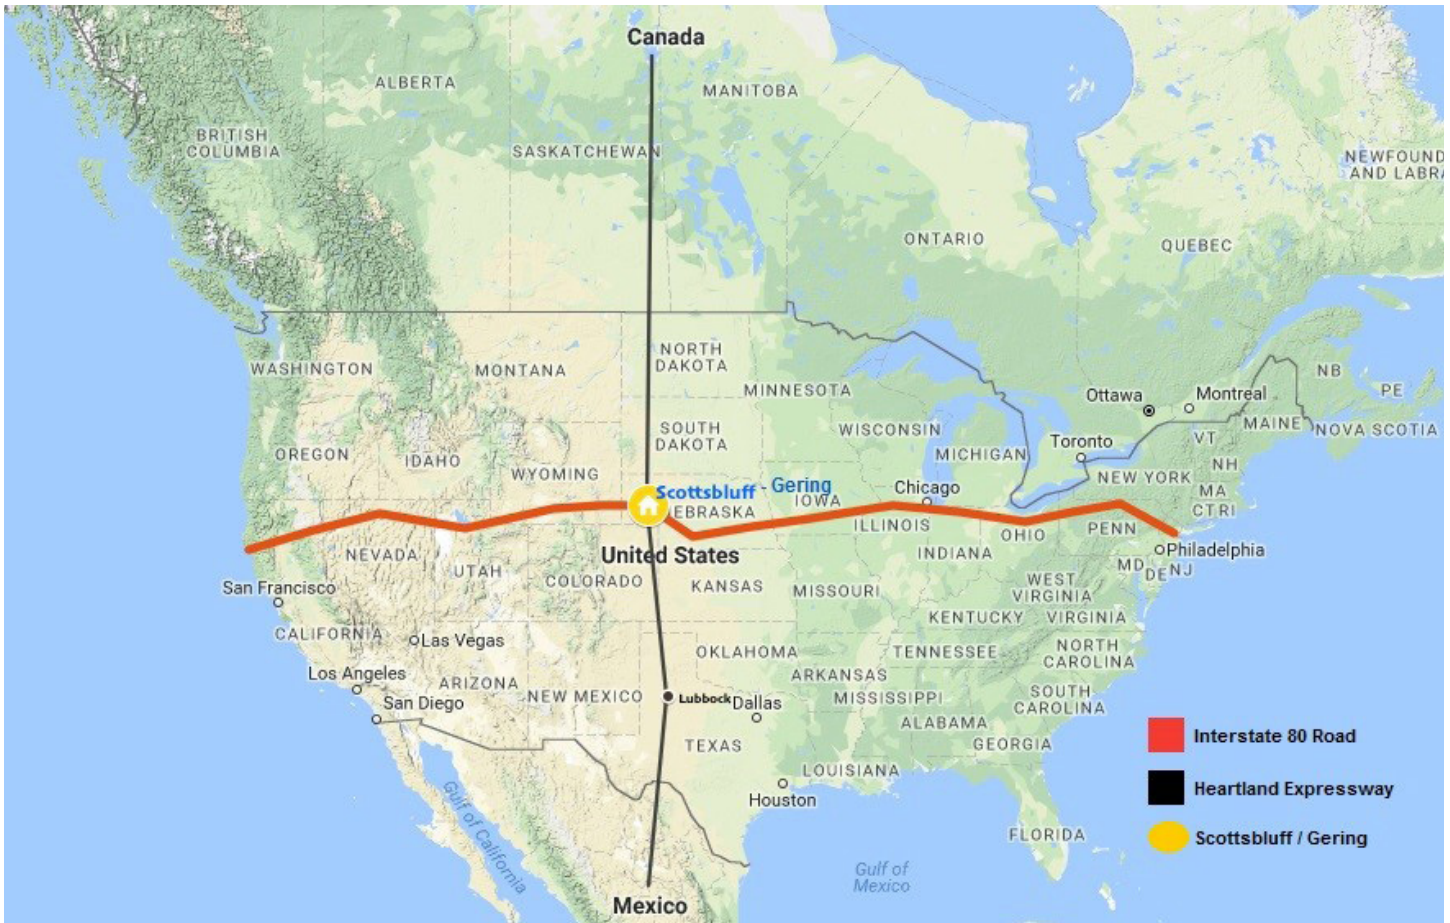 Canada
ALBERTA
MANITOBA
BRITISH
COLUMBIA
SASKATCHEWAN
NEWFOUND
AND LABRA
ONTARIO
QUEBEC
WASHINGTON
MONTANA
NORTH
DAKOTA
MINNESOTA
NB
PE
Ottawa
Montreal
OREGON
IDAHO
WYOMING
SOUTH
DAKOTA
WISCONSIN
MICHIGAN
Toronto
VT
MAINE
NOVA SCOTIA
NEW YORK
NH
MA
CTRI
Scottsbluff - Gering
EBRASKA
IOWA
Chicago
ILLINOIS
OHIO
PENN
NEVADA
UTAH
United States
COLORADO
KANSAS
MISSOURI
INDIANA
WEST
VIRGINIA
Philadelphia
MD
DE
NJ
San Francisco
CALIFORNIA
Las Vegas
KENTUCKY
VIRGINIA
Los Angeles
ARIZONA
NEW MEXICO
OKLAHOMA
ARKANSAS
TENNESSEE
NORTH
CAROLINA
San Diego
Lubbock
Dallas
MISSISSIPPI
SOUTH
CAROLINA
TEXAS
ALABAMA
GEORGIA
LOUISIANA
Houston
Gulf of California
FLORIDA
Gulf of
Mexico
Mexico
Interstate 80 Road
Heartland Expressway
Scottsbluff / Gering